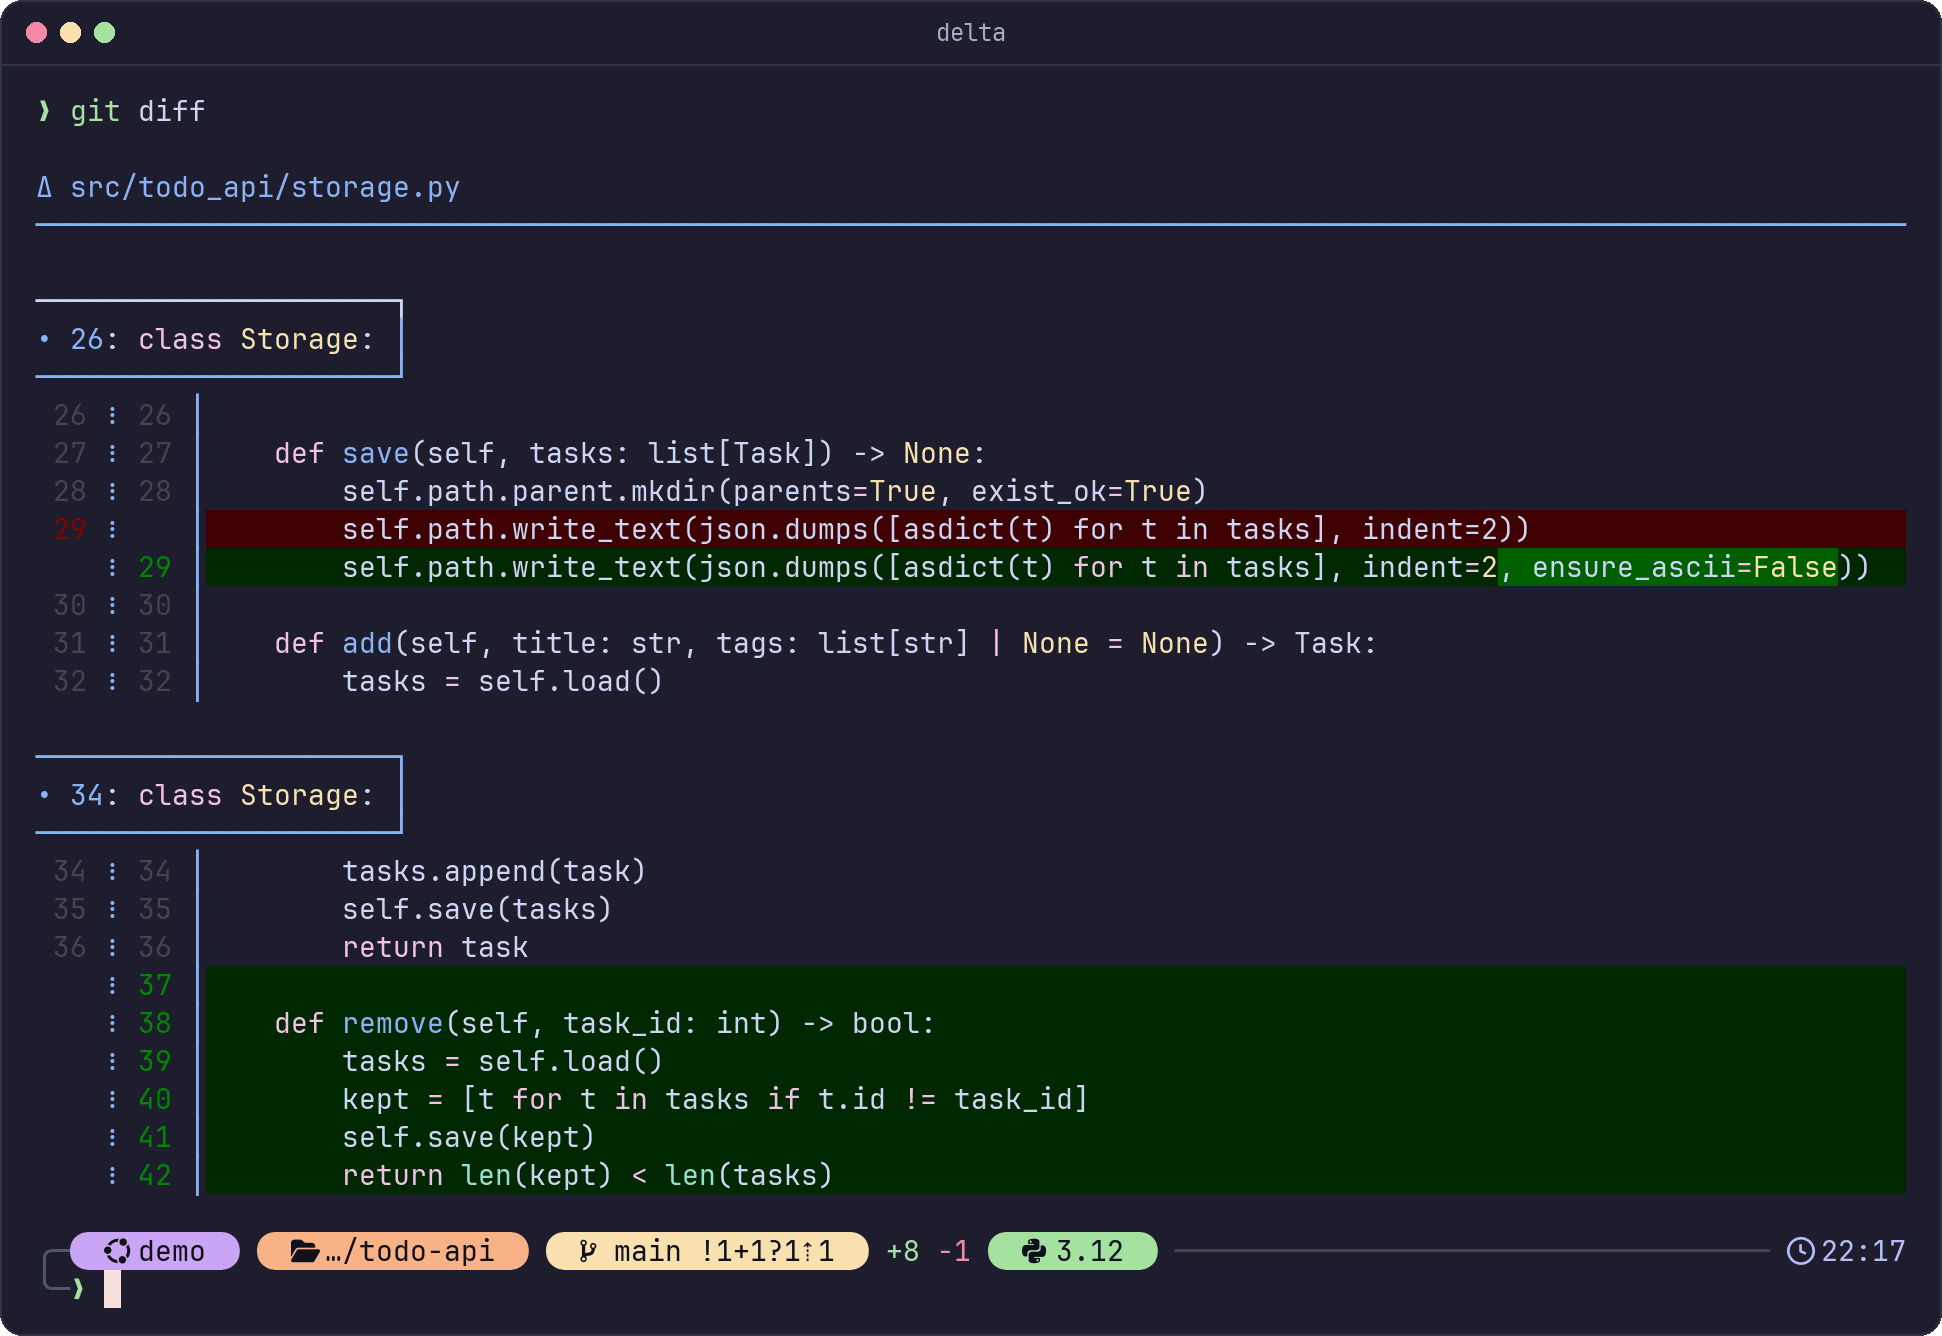 delta
❯ git diff
Δ src/todo_api/storage.py
• 26: class Storage:
26 ⋮ 26
27 ⋮ 27 │    def save(self, tasks: list[Task]) -> None:
28 ⋮ 28 │        self.path.parent.mkdir(parents=True, exist_ok=True)
29 ⋮    │        self.path.write_text(json.dumps([asdict(t) for t in tasks], indent=2))
   ⋮ 29 │        self.path.write_text(json.dumps([asdict(t) for t in tasks], indent=2, ensure_ascii=False))
30 ⋮ 30 │
31 ⋮ 31 │    def add(self, title: str, tags: list[str] | None = None) -> Task:
32 ⋮ 32 │        tasks = self.load()
• 34: class Storage:
34 ⋮ 34 │        tasks.append(task)
35 ⋮ 35 │        self.save(tasks)
36 ⋮ 36 │        return task
   ⋮ 37 │
   ⋮ 38 │    def remove(self, task_id: int) -> bool:
   ⋮ 39 │        tasks = self.load()
   ⋮ 40 │        kept = [t for t in tasks if t.id != task_id]
   ⋮ 41 │        self.save(kept)
   ⋮ 42 │        return len(kept) < len(tasks)
demo …/todo-api main !1+1?1⇡1 +8 -1 3.12 22:17
❯